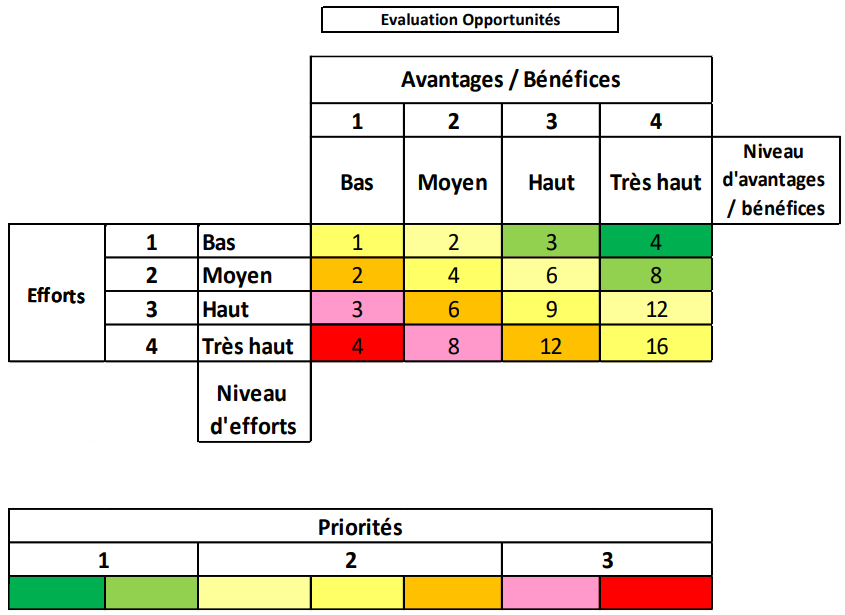 Evaluation Opportunités
Avantages / Bénéfices
1 2 3 4
Bas Moyen Haut Très haut
Niveau
d'avantages
/ bénéfices
Efforts
1 Bas 1 2 3 4
2 Moyen 2 4 6 8
3 Haut 3 6 9 12
4 Très haut 4 8 12 16
Niveau
d'efforts
Priorités
1 2 3